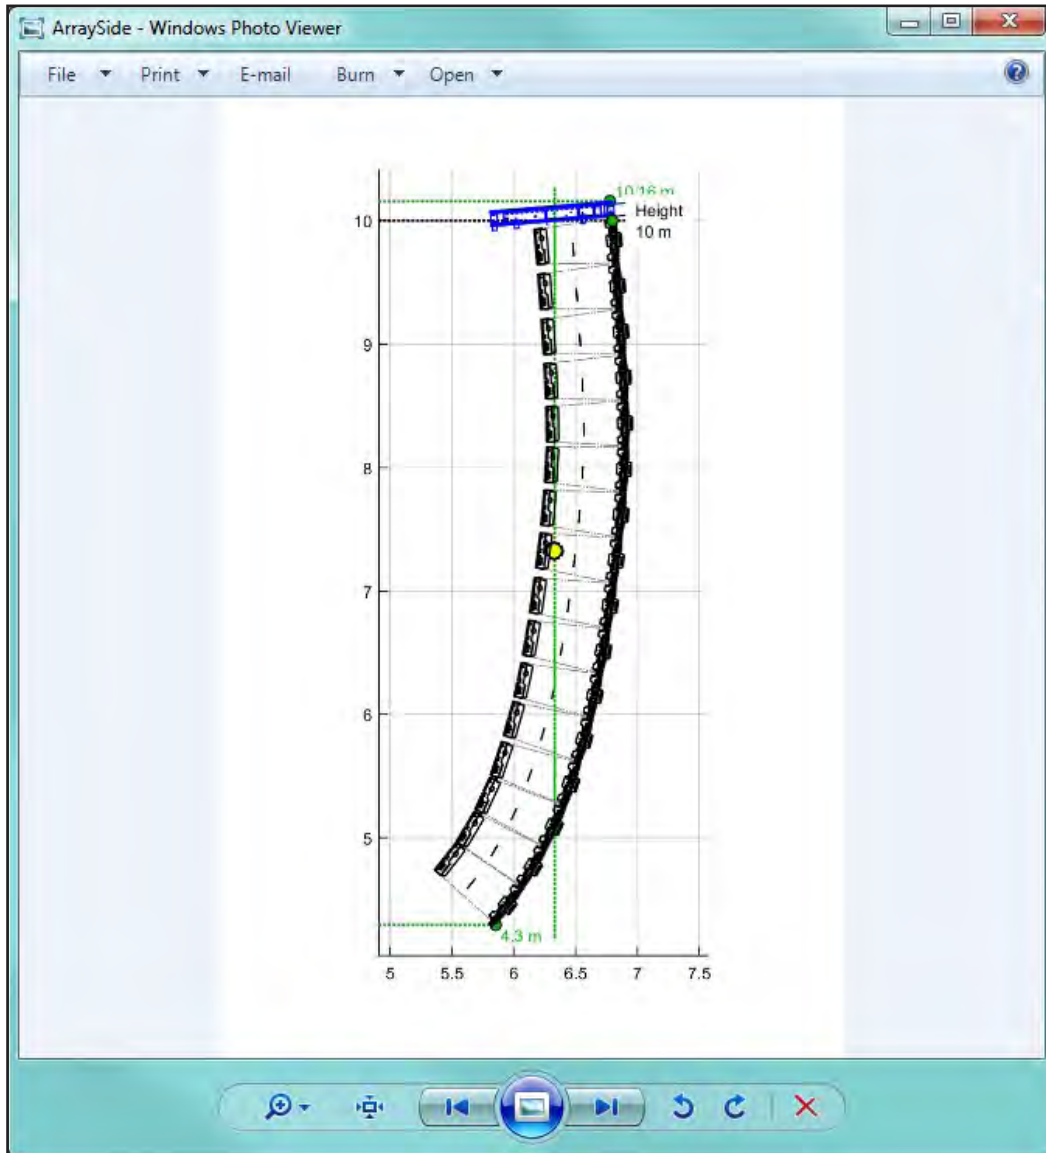 ArraySide - Windows Photo Viewer
File Print E-mail Burn Open
10.16 m
Height
10 m
10
9
8
7
6
5
4.3 m
5 5.5 6 6.5 7 7.5